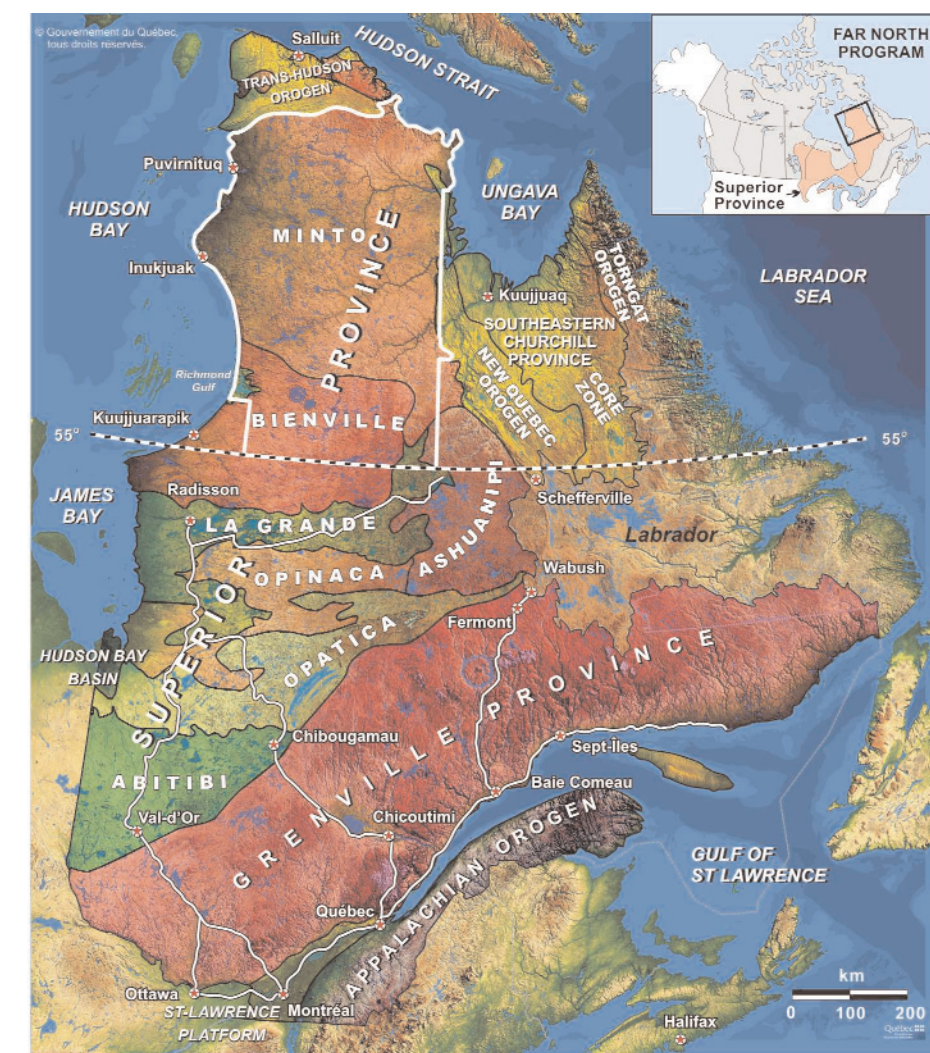 © Gouvernement du Québec,
tous droits réservés.
Salluit
HUDSON STRAIT
TRANS-HUDSON
OROGEN
FAR NORTH
PROGRAM
Superior
Province
Puvirnituq
HUDSON
BAY
UNGAVA
BAY
MINTO
Inukjuak
TORNGAT
OROGEN
LABRADOR
SEA
Kuujjuaq
SOUTHEASTERN
CHURCHILL
PROVINCE
NEW QUÉBEC
OROGEN
CORE
ZONE
Richmond
Gulf
BIENVILLE
Kuujjuarapik
55°
55°
JAMES
BAY
Radisson
LA GRANDE
Schefferville
Labrador
OPINACA
ASHUANIPI
Wabush
Fermont
SUPERIOR PROVINCE
HUDSON BAY
BASIN
OPATICA
Chibougamau
Sept-Îles
ABITIBI
Baie Comeau
Val-d'Or
Chicoutimi
GRENVILLE PROVINCE
GULF OF
ST LAWRENCE
Québec
APPALACHIAN OROGEN
Ottawa
Montréal
ST-LAWRENCE
PLATFORM
Halifax
km
0 100 200
Québec